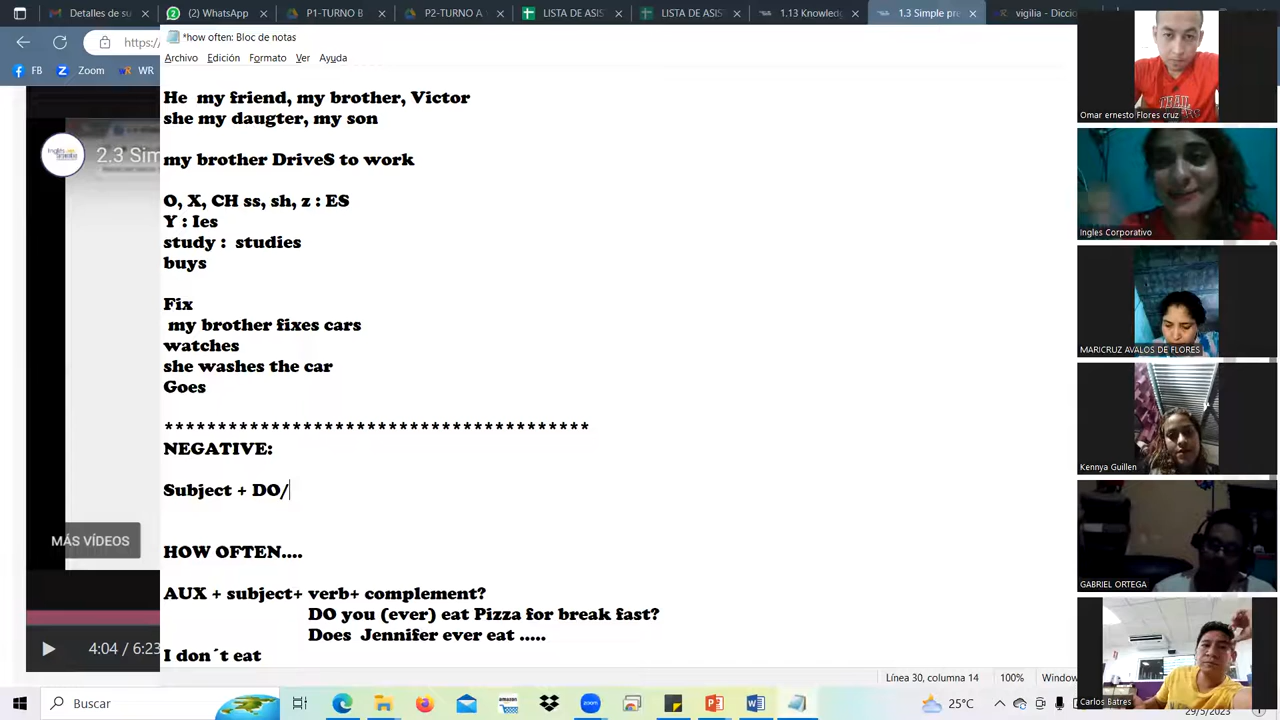 (2) WhatsApp
P1-TURNO B
P2-TURNO A
LISTA DE ASIS
LISTA DE ASIS
1.13 Knowledg
1.3 Simple pre
vigilia - Diccio
https:/
FB
Zoom
WR
*how often: Bloc de notas
Archivo Edición Formato Ver Ayuda
2.3 Sim
He my friend, my brother, Victor
she my daugter, my son
my brother DriveS to work
O, X, CH ss, sh, z : ES
Y : Ies
study : studies
buys
Fix
my brother fixes cars
watches
she washes the car
Goes
****************************************
NEGATIVE:
Subject + DO/
HOW OFTEN....
AUX + subject+ verb+ complement?
DO you (ever) eat Pizza for break fast?
Does Jennifer ever eat .....
I don´t eat
MÁS VÍDEOS
4:04 / 6:23
Línea 30, columna 14
100%
Window
Buscar
25°C
29/5/2023
Omar ernesto Flores cruz
Ingles Corporativo
MARICRUZ AVALOS DE FLORES
Kennya Guillen
GABRIEL ORTEGA
Carlos Batres